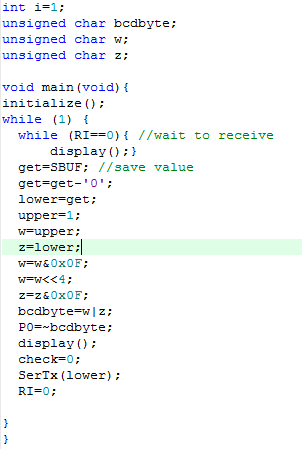 int i=1;
unsigned char bcdbyte;
unsigned char w;
unsigned char z;

void main(void){
initialize();
while (1) {
  while (RI==0){ //wait to receive
      display();}
  get=SBUF; //save value
  get=get-'0';
  lower=get;
  upper=1;
  w=upper;
  z=lower;
  w=w&0x0F;
  w=w<<4;
  z=z&0x0F;
  bcdbyte=w|z;
  P0=~bcdbyte;
  display();
  check=0;
  SerTx(lower);
  RI=0;

}
}